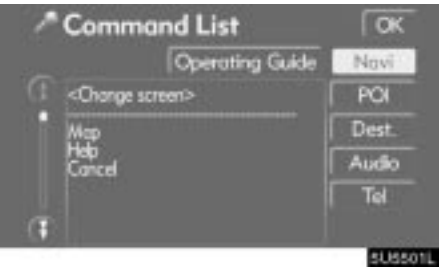 Command List
OK
Operating Guide
Navi
<Change screen>
POI
Map
Dest.
Help
Cancel
Audio
Tel
5U5501L